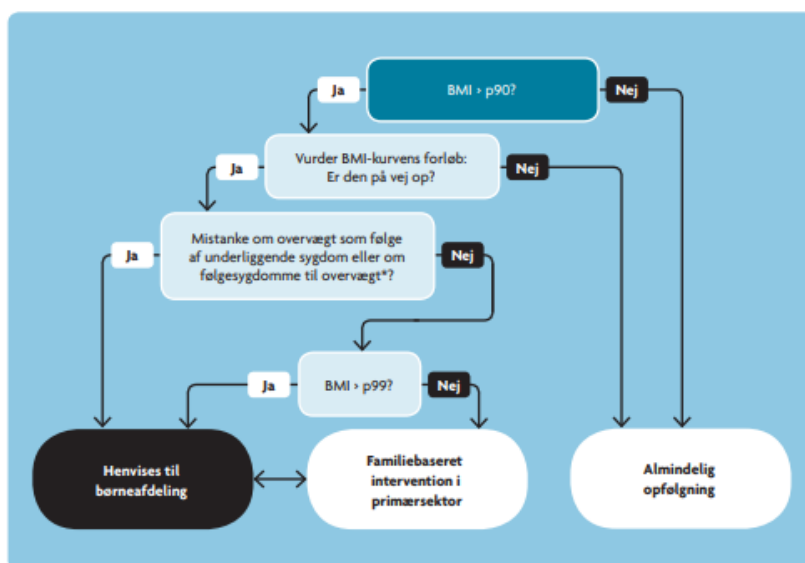 BMI › p90?
Ja
Nej
Vurder BMI-kurvens forløb:
Er den på vej op?
Ja
Nej
Mistanke om overvægt som følge
af underliggende sygdom eller om
følgesygdomme til overvægt*?
Ja
Nej
BMI › p99?
Ja
Nej
Henvises til
børneafdeling
Familiebaseret
intervention i
primærsektor
Almindelig
opfølgning